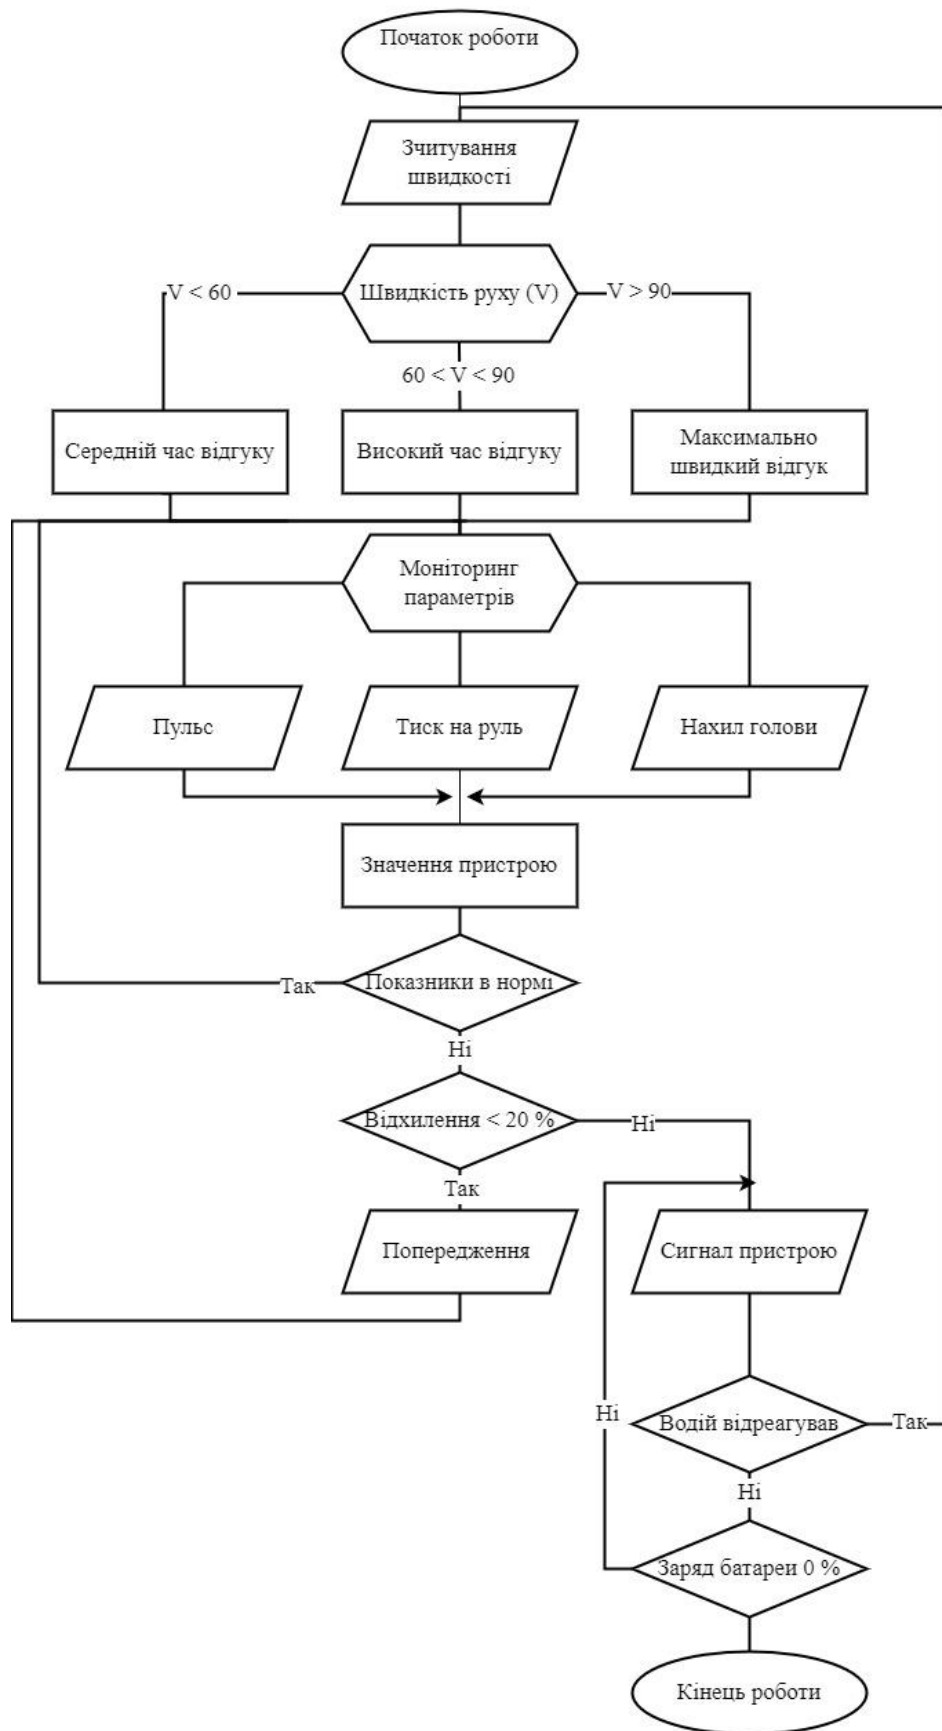 Початок роботи
Зчитування
швидкості
V < 60
Швидкість руху (V)
V > 90
60 < V < 90
Середній час відгуку
Високий час відгуку
Максимально
швидкий відгук
Моніторинг
параметрів
Пульс
Тиск на руль
Нахил голови
Значення пристрою
Показники в нормі
Так
Ні
Відхилення < 20 %
Ні
Так
Попередження
Сигнал пристрою
Ні
Водій відреагував
Так
Ні
Заряд батареи 0 %
Кінець роботи